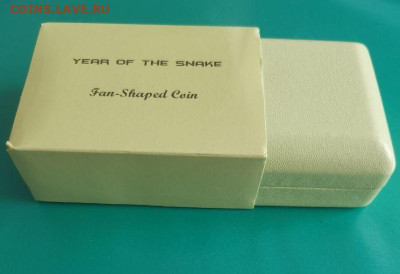 COINS.LAVE.RU
YEAR OF THE SNAKE
Fan-Shaped Coin